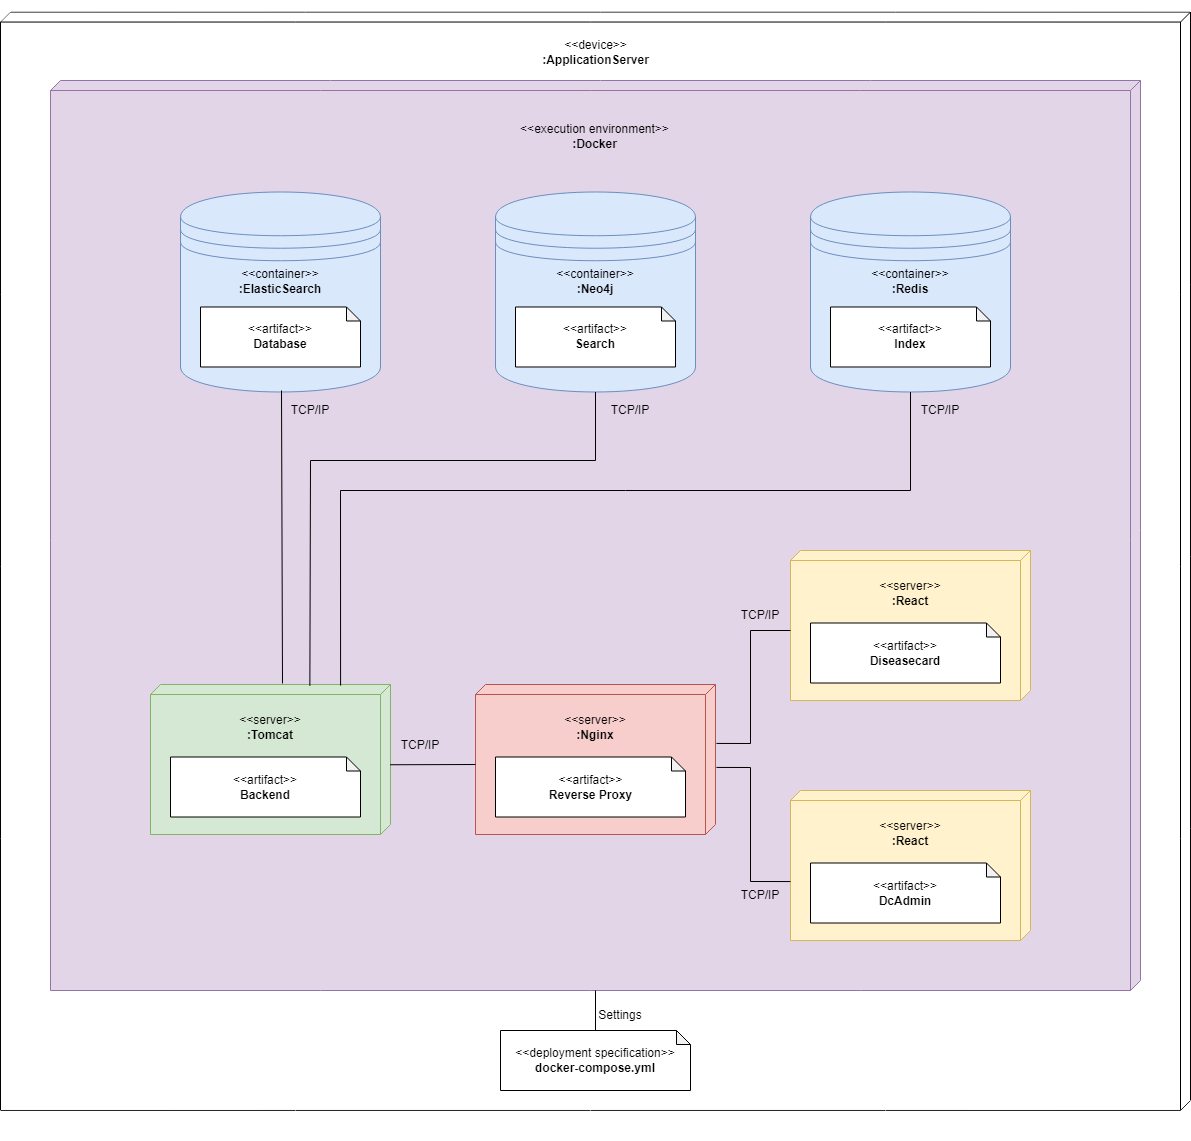 <<device>>
:ApplicationServer
<<execution environment>>
:Docker
<<container>>
:ElasticSearch
<<artifact>>
Database
<<container>>
:Neo4j
<<artifact>>
Search
<<container>>
:Redis
<<artifact>>
Index
TCP/IP
TCP/IP
TCP/IP
<<server>>
:React
<<artifact>>
Diseasecard
TCP/IP
<<server>>
:Tomcat
<<artifact>>
Backend
TCP/IP
<<server>>
:Nginx
<<artifact>>
Reverse Proxy
<<server>>
:React
<<artifact>>
DcAdmin
TCP/IP
Settings
<<deployment specification>>
docker-compose.yml